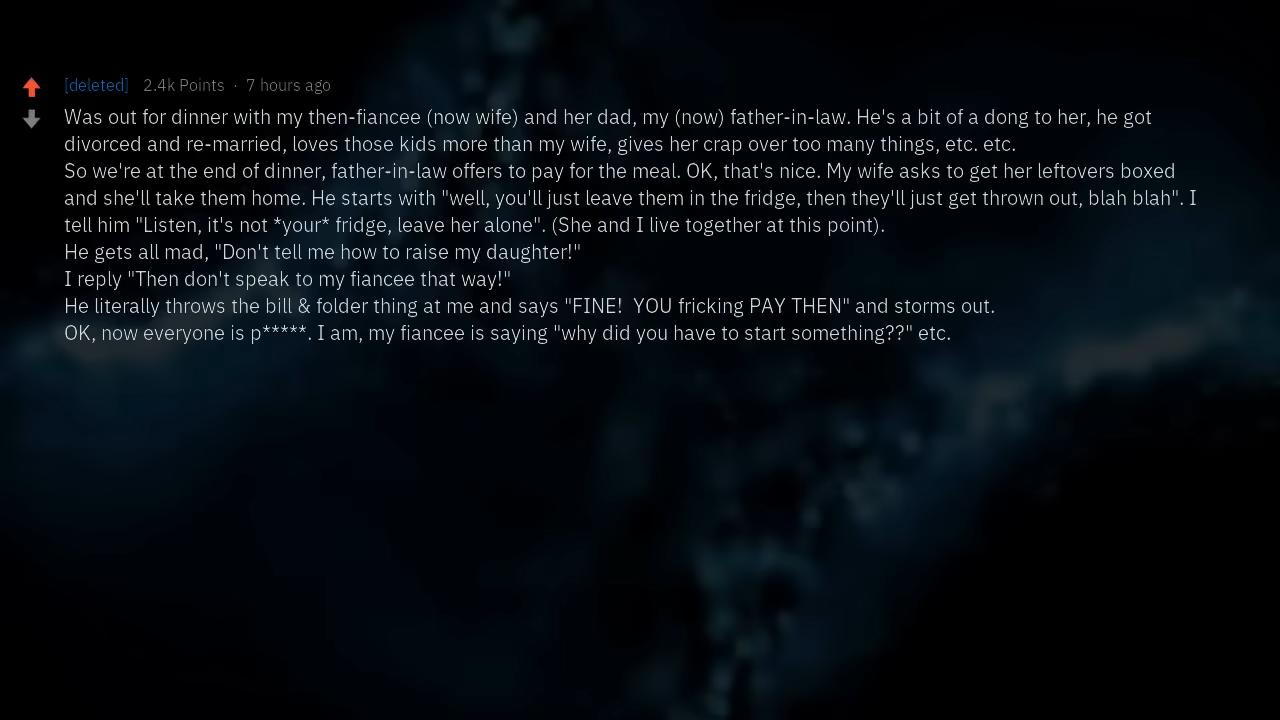 [deleted] 2.4k Points · 7 hours ago
Was out for dinner with my then-fiancee (now wife) and her dad, my (now) father-in-law. He's a bit of a dong to her, he got
divorced and re-married, loves those kids more than my wife, gives her crap over too many things, etc. etc.
So we're at the end of dinner, father-in-law offers to pay for the meal. OK, that's nice. My wife asks to get her leftovers boxed
and she'll take them home. He starts with "well, you'll just leave them in the fridge, then they'll just get thrown out, blah blah". I
tell him "Listen, it's not *your* fridge, leave her alone". (She and I live together at this point).
He gets all mad, "Don't tell me how to raise my daughter!"
I reply "Then don't speak to my fiancee that way!"
He literally throws the bill & folder thing at me and says "FINE!  YOU fricking PAY THEN" and storms out.
OK, now everyone is p*****. I am, my fiancee is saying "why did you have to start something??" etc.